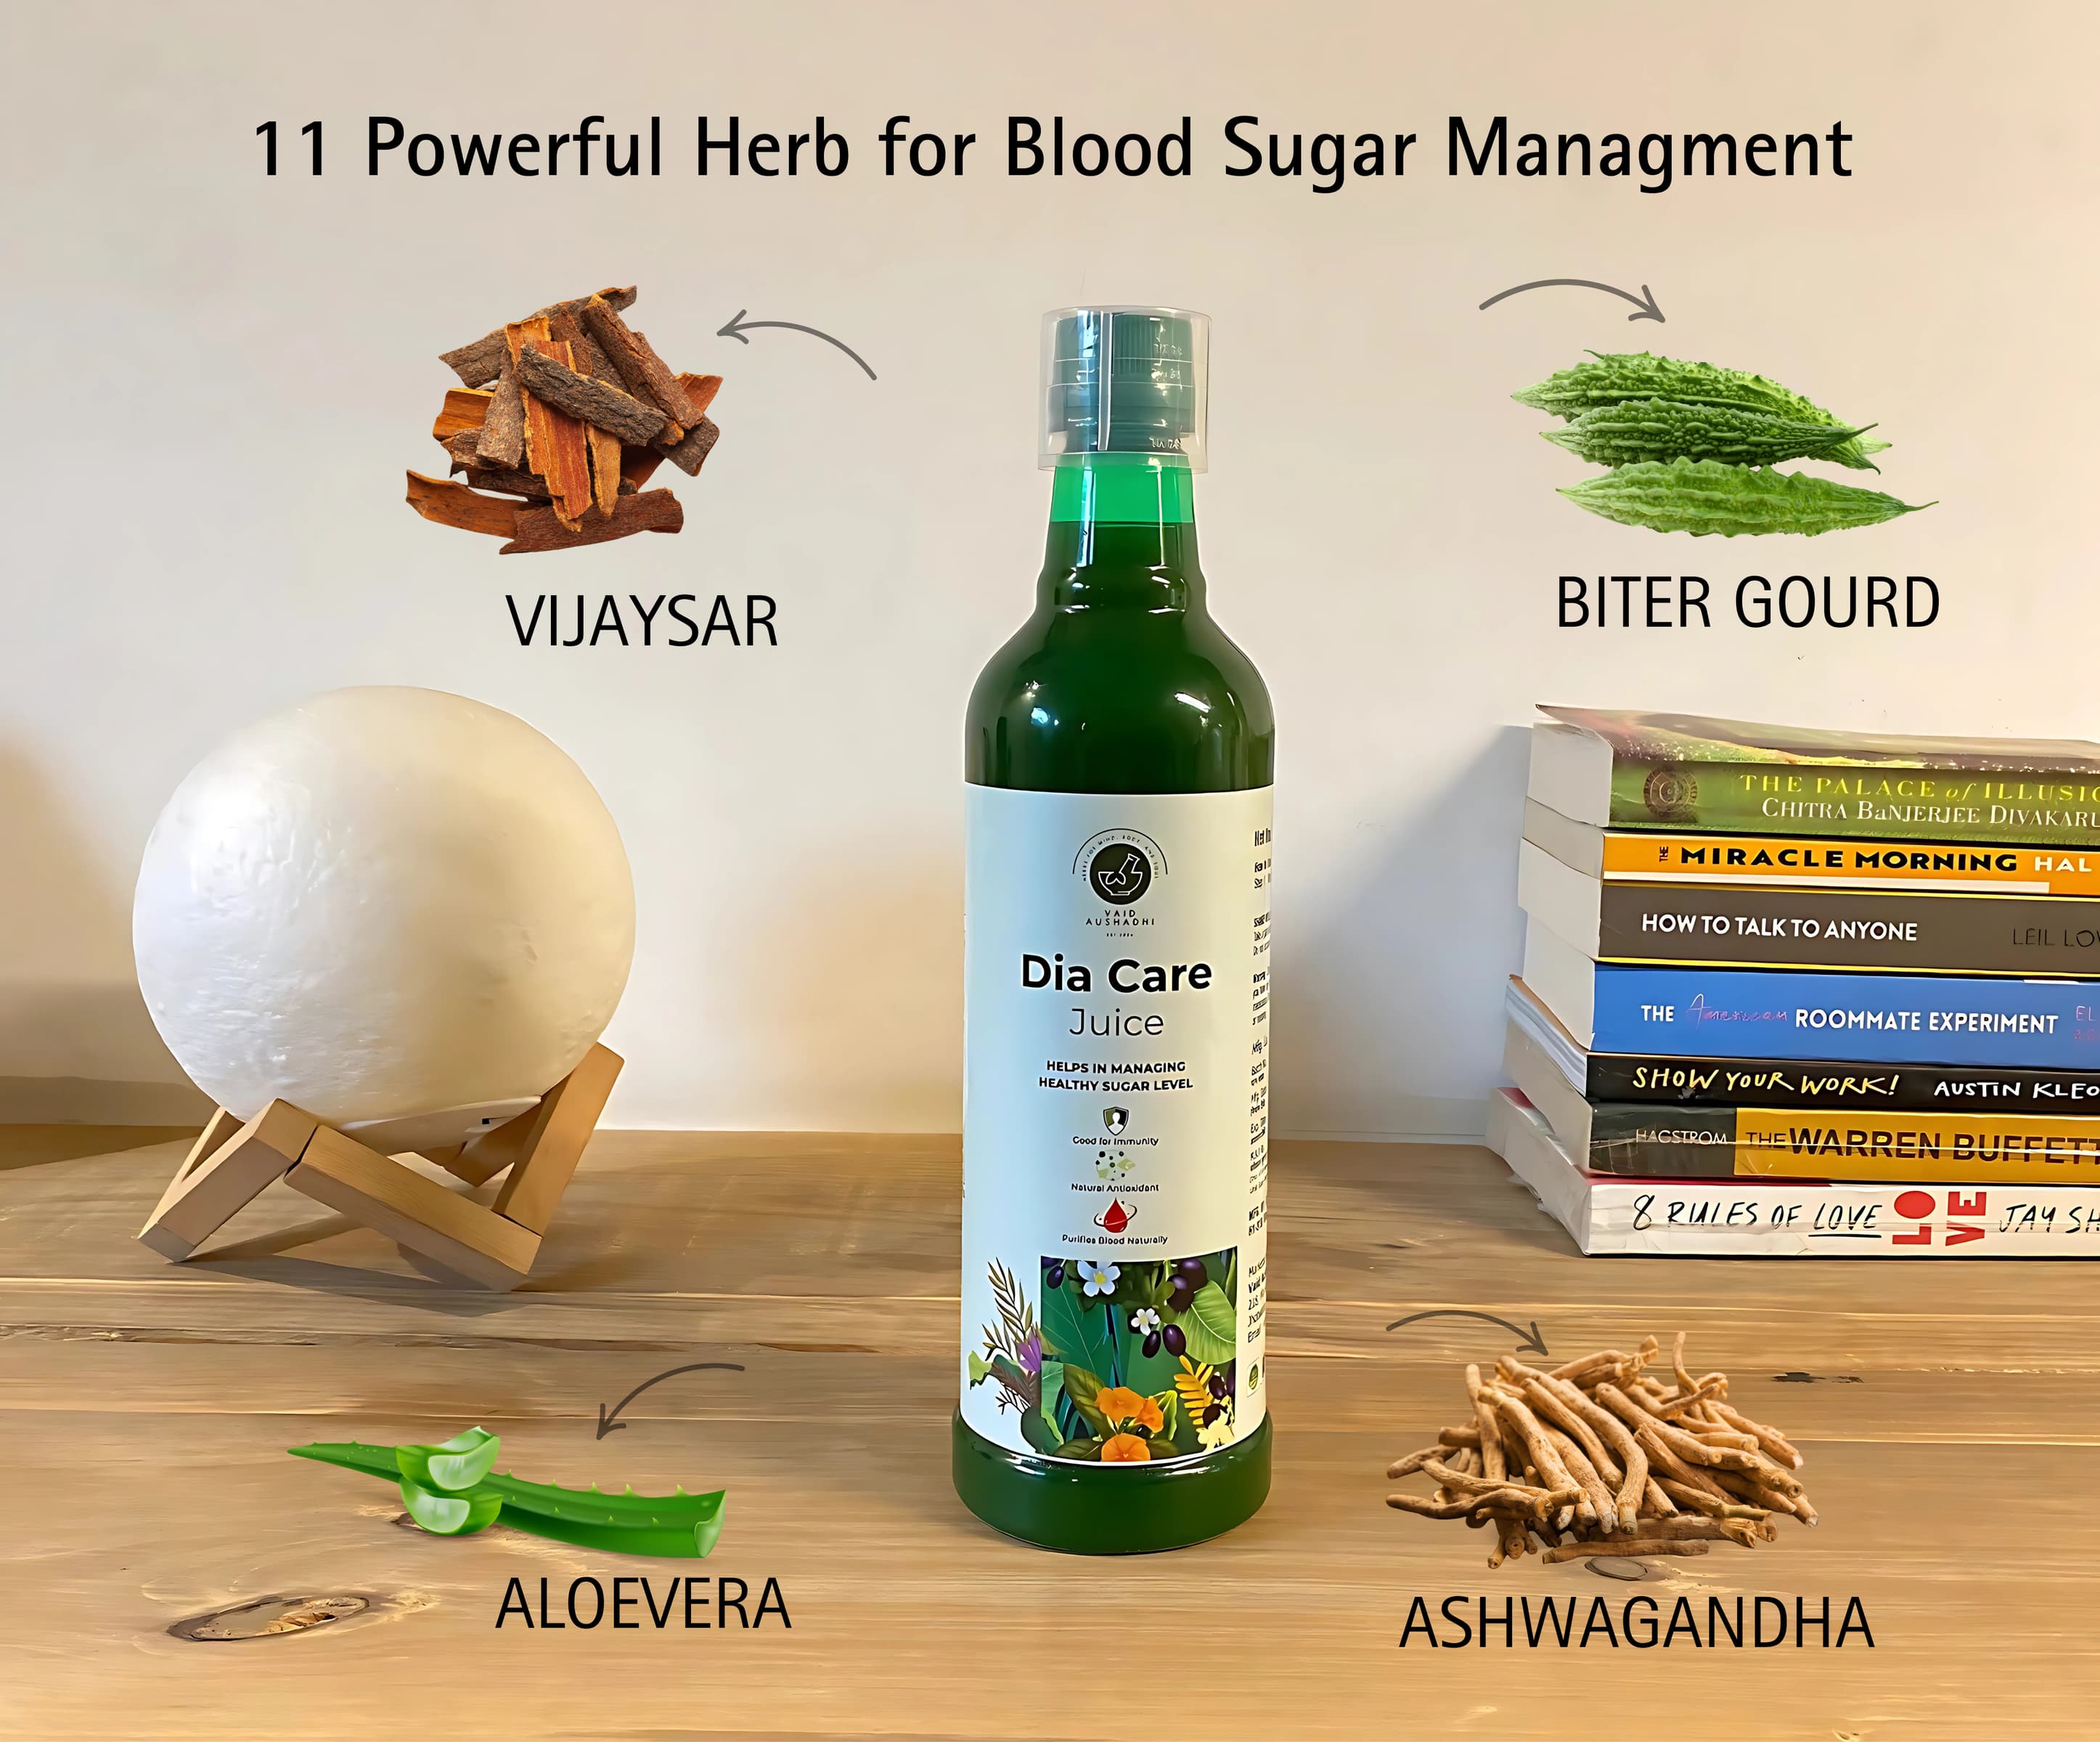 11 Powerful Herb for Blood Sugar Managment
VIJAYSAR
BITER GOURD
VAID
AUSHADHI
Dia Care
Juice
HELPS IN MANAGING
HEALTHY SUGAR LEVEL
Good for Immunity
Natural Antioxidant
Purifies Blood Naturally
THE PALACE of ILLUSIO
CHITRA BANJERJEE DIVAKARU
THE MIRACLE MORNING HAL
HOW TO TALK TO ANYONE LEIL LOW
THE American ROOMMATE EXPERIMENT EL
SHOW YOUR WORK! AUSTIN KLEO
HAGSTROM THE WARREN BUFFETT
8 RULES OF LOVE LOVE JAY SH
ALOEVERA
ASHWAGANDHA